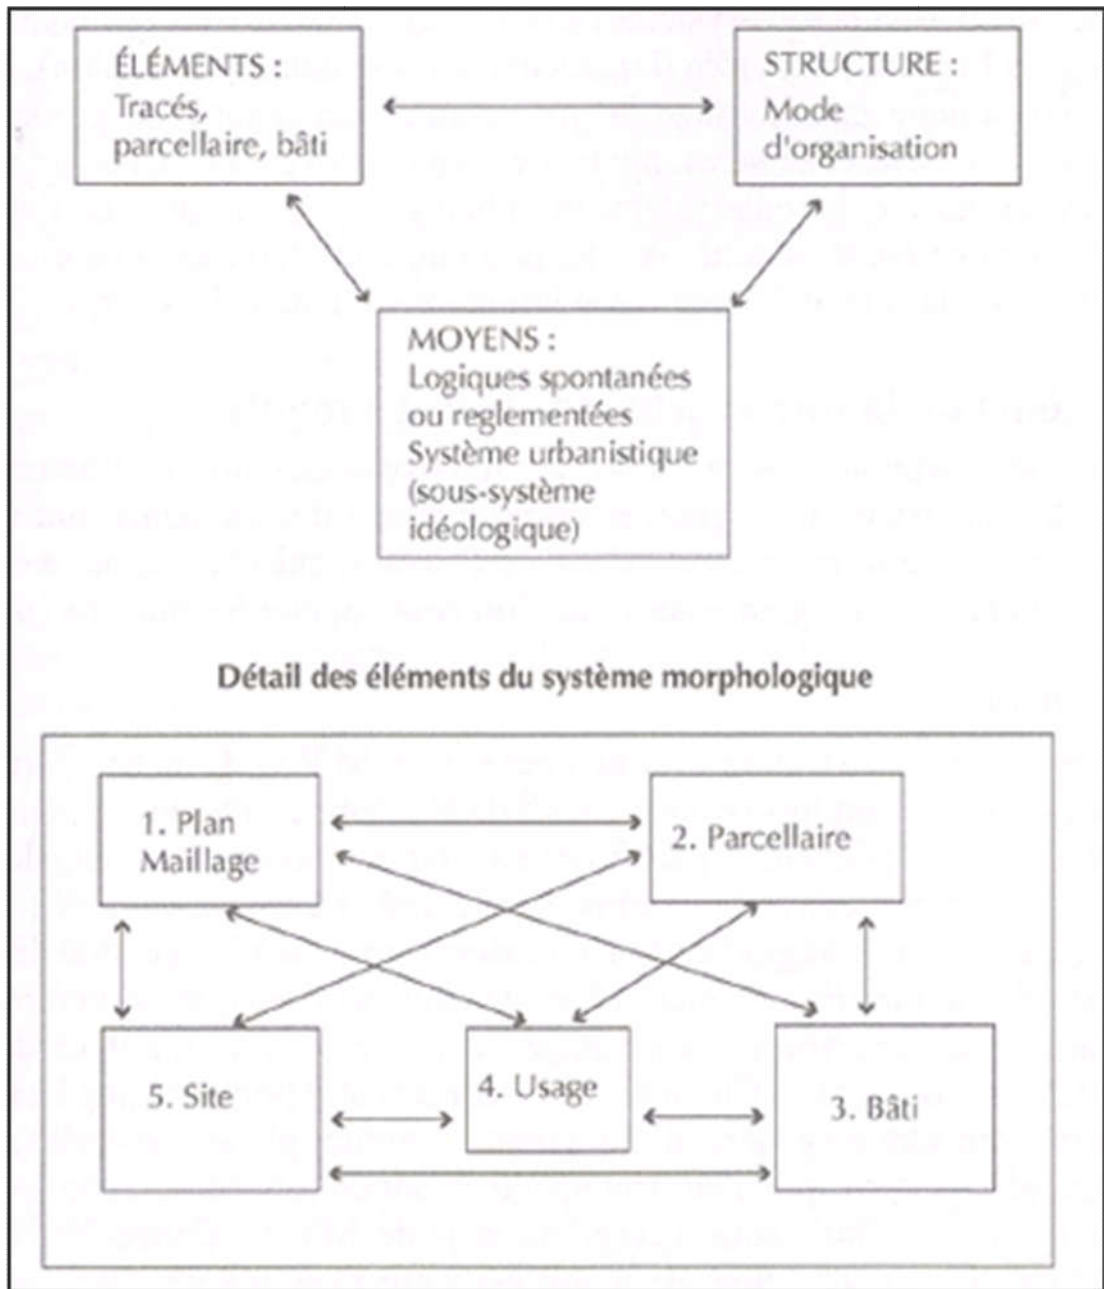 ÉLÉMENTS :
Tracés,
parcellaire, bâti
STRUCTURE :
Mode
d'organisation
MOYENS :
Logiques spontanées
ou reglementées
Système urbanistique
(sous-système
idéologique)
Détail des éléments du système morphologique
1. Plan
Maillage
2. Parcellaire
5. Site
4. Usage
3. Bâti